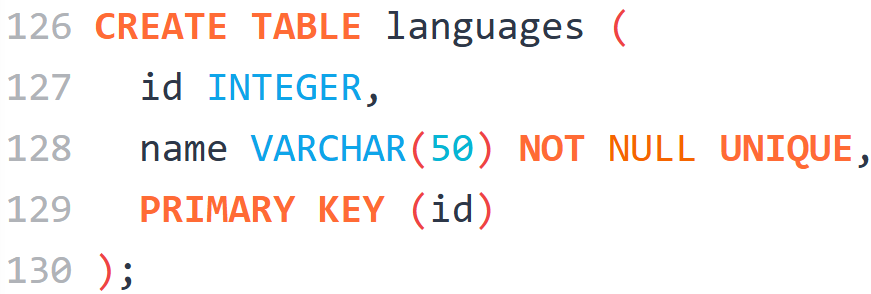 126 CREATE TABLE languages (
127   id INTEGER,
128   name VARCHAR(50) NOT NULL UNIQUE,
129   PRIMARY KEY (id)
130 );